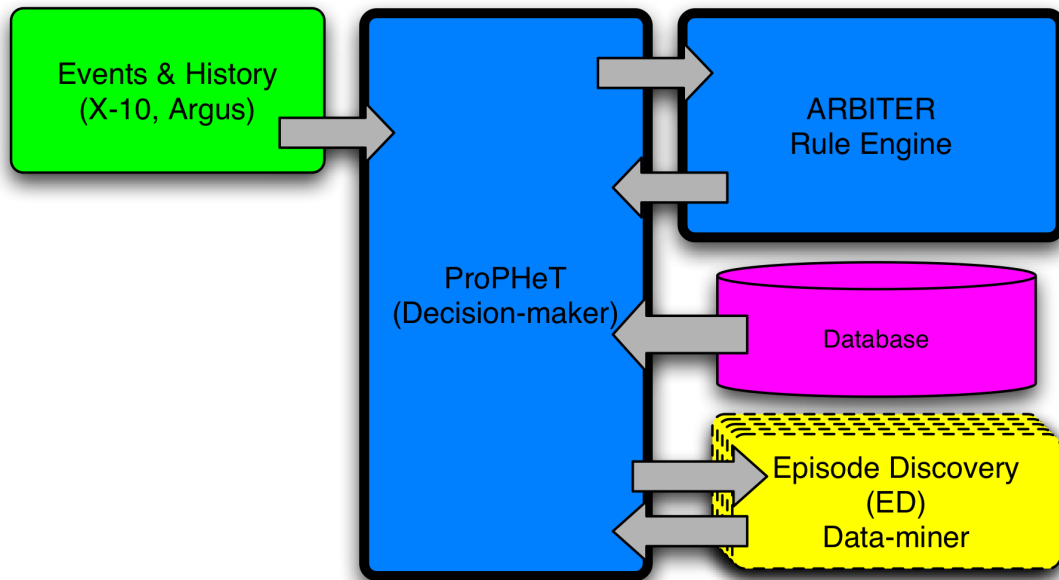 Events & History
(X-10, Argus)
ProPHeT
(Decision-maker)
ARBITER
Rule Engine
Database
Episode Discovery
(ED)
Data-miner